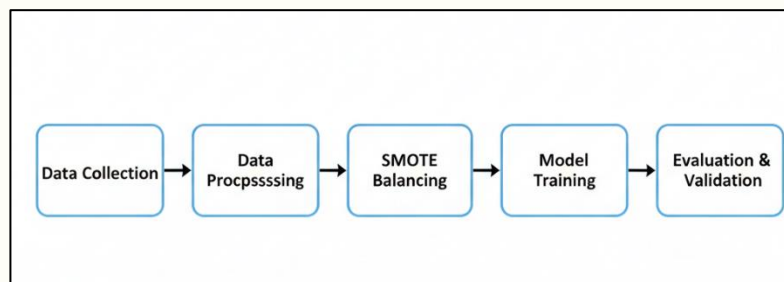 Data Collection
Data
Procpssssing
SMOTE
Balancing
Model
Training
Evaluation &
Validation